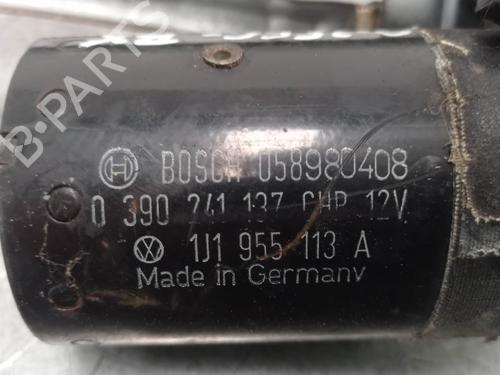 BOSCH 058980408
0 390 241 137 CHP 12V
1J1 955 113 A
Made in Germany
B-PARTS